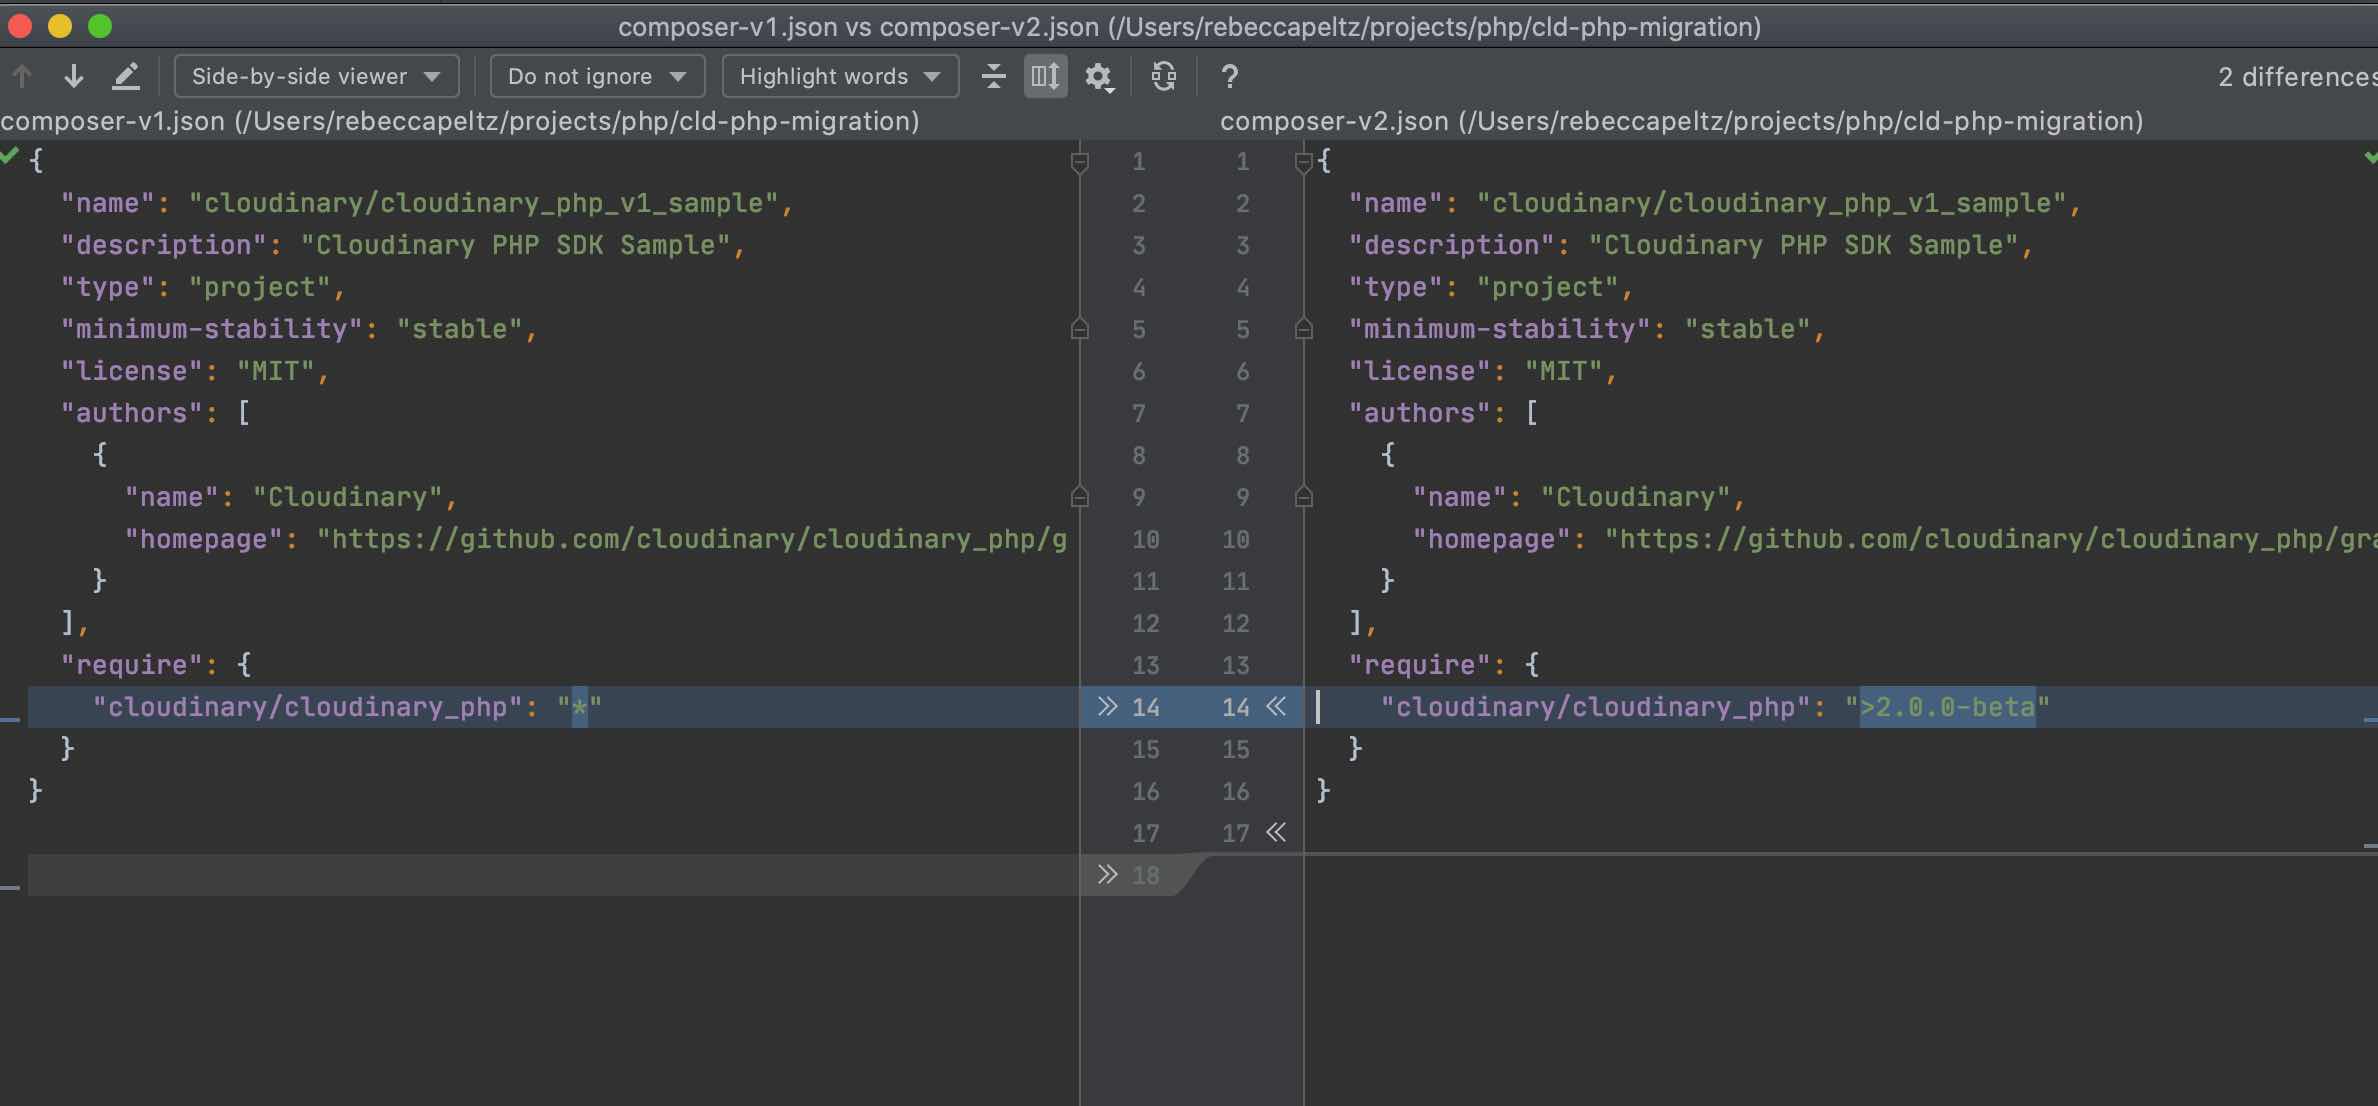 composer-v1.json vs composer-v2.json (/Users/rebeccapeltz/projects/php/cld-php-migration)
Side-by-side viewer Do not ignore Highlight words ? 2 differences
composer-v1.json (/Users/rebeccapeltz/projects/php/cld-php-migration) composer-v2.json (/Users/rebeccapeltz/projects/php/cld-php-migration)
{ 1 1 {
"name": "cloudinary/cloudinary_php_v1_sample", 2 2 "name": "cloudinary/cloudinary_php_v1_sample",
"description": "Cloudinary PHP SDK Sample", 3 3 "description": "Cloudinary PHP SDK Sample",
"type": "project", 4 4 "type": "project",
"minimum-stability": "stable", 5 5 "minimum-stability": "stable",
"license": "MIT", 6 6 "license": "MIT",
"authors": [ 7 7 "authors": [
{ 8 8 {
"name": "Cloudinary", 9 9 "name": "Cloudinary",
"homepage": "https://github.com/cloudinary/cloudinary_php/g 10 10 "homepage": "https://github.com/cloudinary/cloudinary_php/gra
} 11 11 }
], 12 12 ],
"require": { 13 13 "require": {
"cloudinary/cloudinary_php": "*" >> 14 14 << "cloudinary/cloudinary_php": ">2.0.0-beta"
} 15 15 }
} 16 16 }
17 17 <<
>> 18